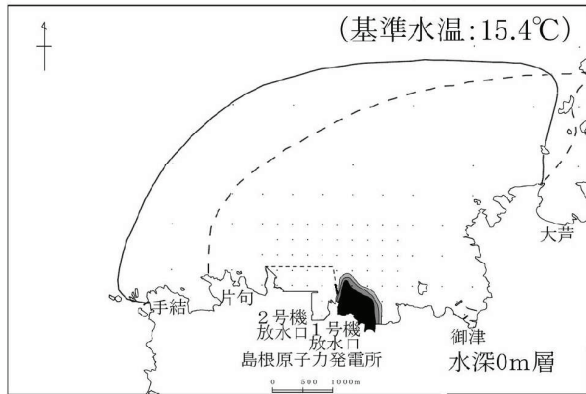 (基準水温:15.4℃)
大芦
手結
片句
2号機
放水口
1号機
放水口
御津
島根原子力発電所
水深0m層
0 500 1000m